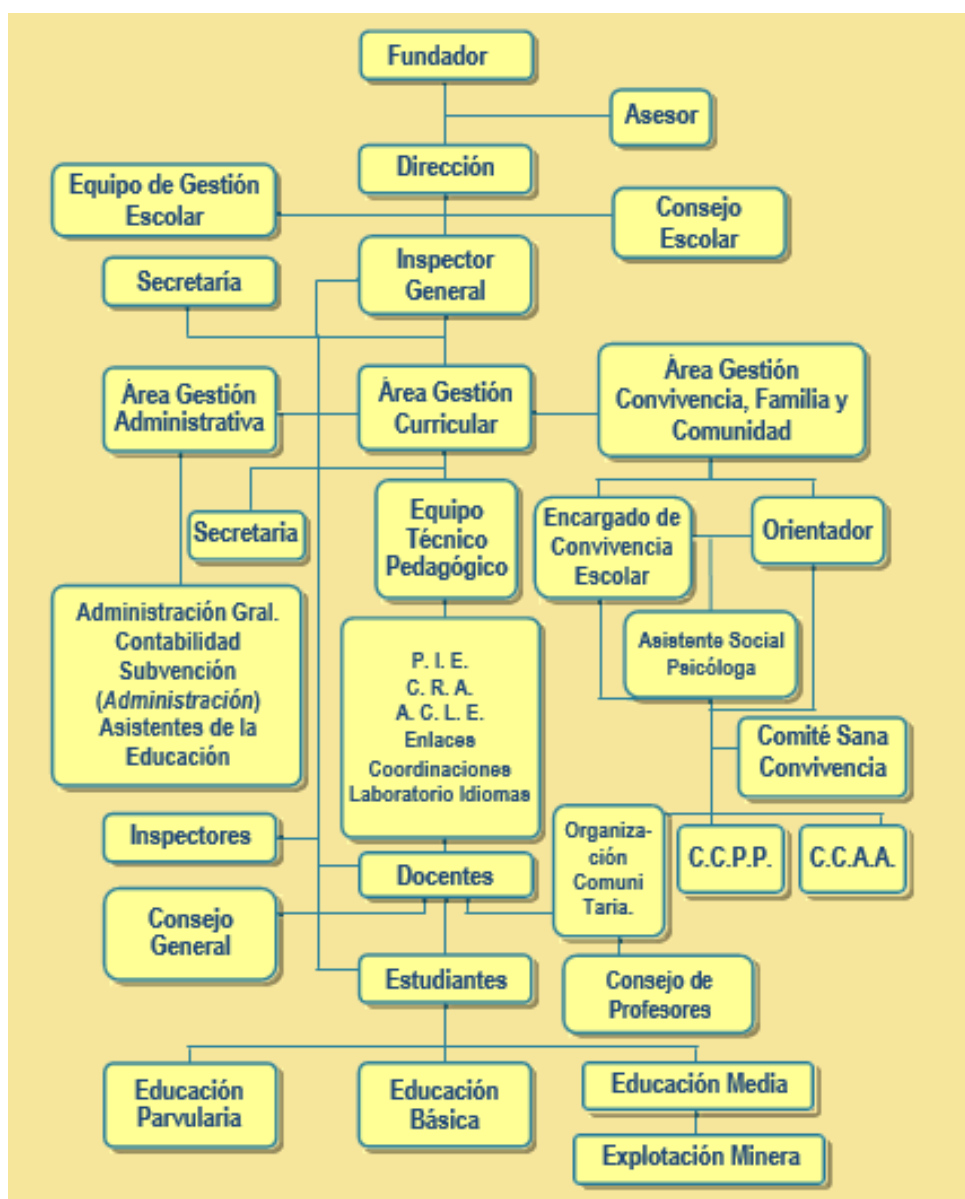 Fundador
Asesor
Dirección
Equipo de Gestión
Escolar
Consejo
Escolar
Inspector
General
Secretaría
Área Gestión
Administrativa
Área Gestión
Curricular
Área Gestión
Convivencia, Familia y
Comunidad
Secretaria
Equipo
Técnico
Pedagógico
Encargado de
Convivencia
Escolar
Orientador
Administración Gral.
Contabilidad
Subvención
(Administración)
Asistentes de la
Educación
P. I. E.
C. R. A.
A. C. L. E.
Enlaces
Coordinaciones
Laboratorio Idiomas
Asistente Social
Psicóloga
Comité Sana
Convivencia
Inspectores
Organiza-
ción
Comuni
Taria.
C.C.P.P.
C.C.A.A.
Docentes
Consejo
General
Estudiantes
Consejo de
Profesores
Educación
Parvularia
Educación
Básica
Educación Media
Explotación Minera